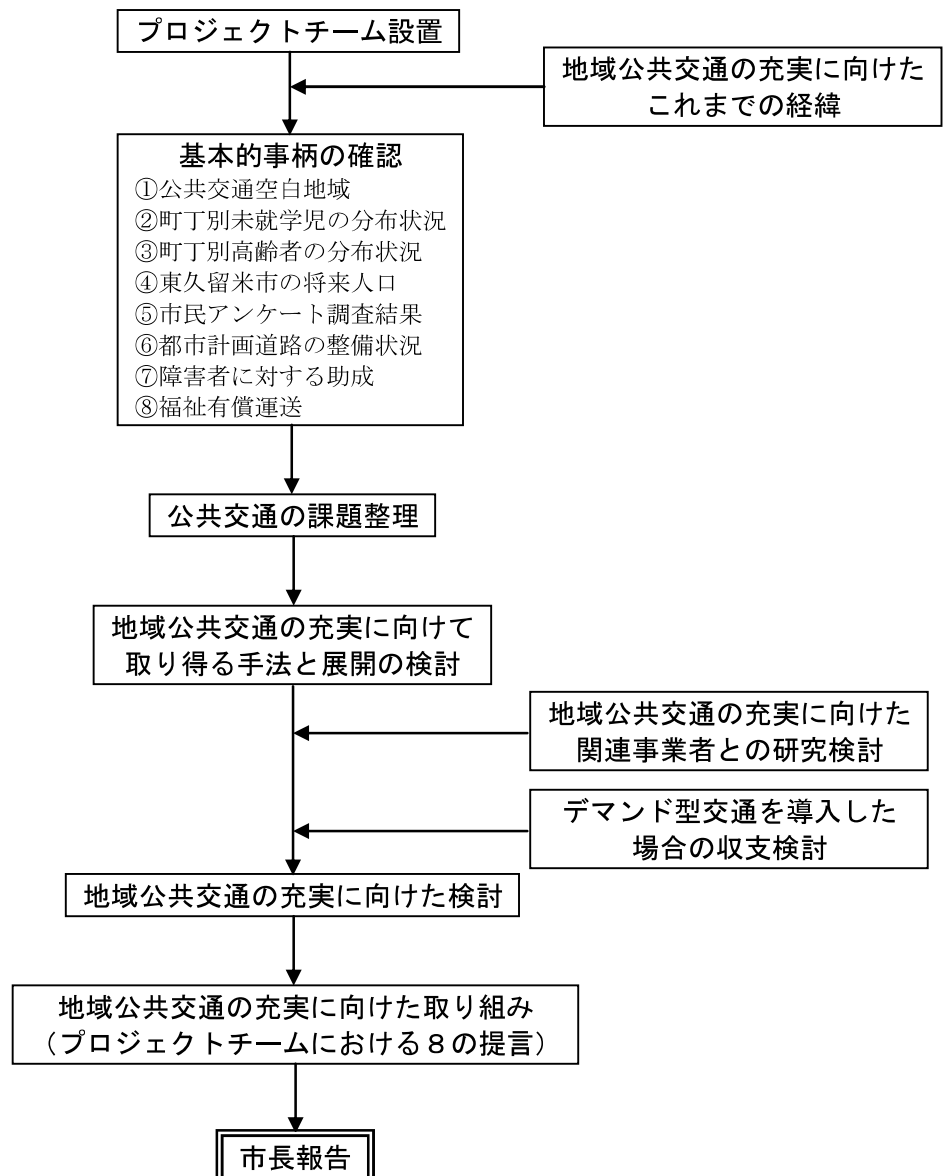 プロジェクトチーム設置
地域公共交通の充実に向けた
これまでの経緯
基本的事柄の確認
①公共交通空白地域
②町丁別未就学児の分布状況
③町丁別高齢者の分布状況
④東久留米市の将来人口
⑤市民アンケート調査結果
⑥都市計画道路の整備状況
⑦障害者に対する助成
⑧福祉有償運送
公共交通の課題整理
地域公共交通の充実に向けて
取り得る手法と展開の検討
地域公共交通の充実に向けた
関連事業者との研究検討
デマンド型交通を導入した
場合の収支検討
地域公共交通の充実に向けた検討
地域公共交通の充実に向けた取り組み
（プロジェクトチームにおける８の提言）
市長報告